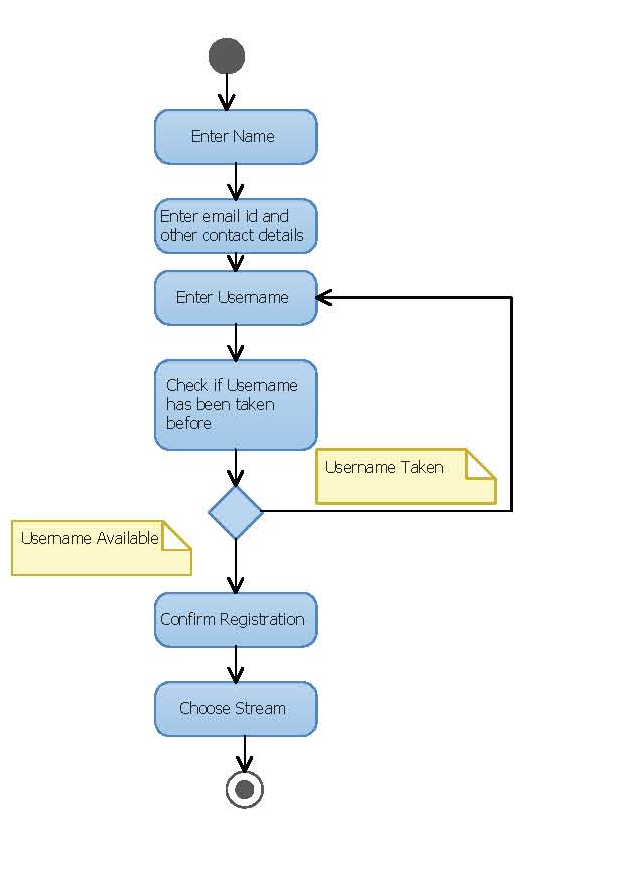 Enter Name
Enter email id and
other contact details
Enter Username
Check if Username
has been taken
before
Username Taken
Username Available
Confirm Registration
Choose Stream